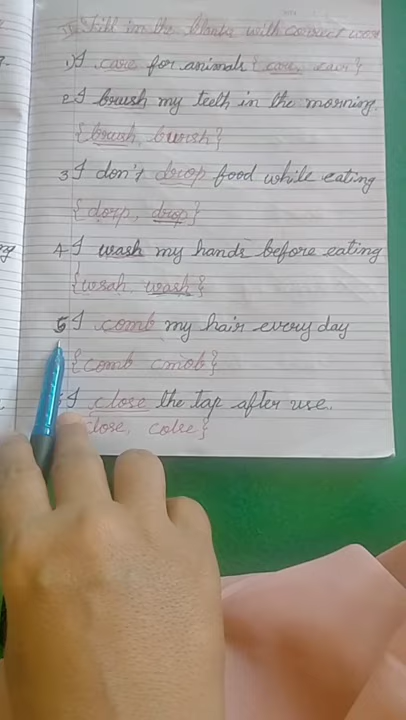 Fill in the blanks with correct word
1) I care for animals {care, caer}
2 I brush my teeth in the morning.
{brush, bursh}
3 I don't drop food while eating
{dorp, drop}
4 I wash my hands before eating
{wsah wash}
5 I comb my hair every day
{comb cmob}
I close the tap after use.
close, colse}